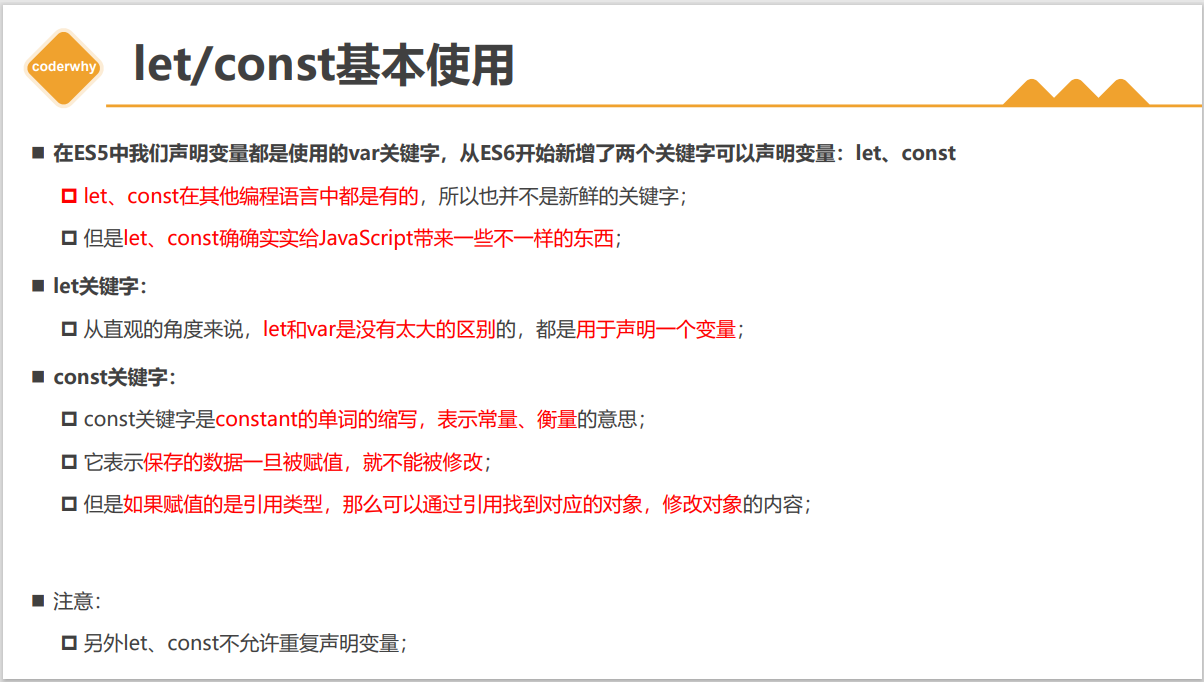 coderwhy
let/const基本使用
在ES5中我们声明变量都是使用的var关键字，从ES6开始新增了两个关键字可以声明变量：let、const
let、const在其他编程语言中都是有的，所以也并不是新鲜的关键字；
但是let、const确确实实给JavaScript带来一些不一样的东西；
let关键字：
从直观的角度来说，let和var是没有太大的区别的，都是用于声明一个变量；
const关键字：
const关键字是constant的单词的缩写，表示常量、衡量的意思；
它表示保存的数据一旦被赋值，就不能被修改；
但是如果赋值的是引用类型，那么可以通过引用找到对应的对象，修改对象的内容；
注意：
另外let、const不允许重复声明变量；